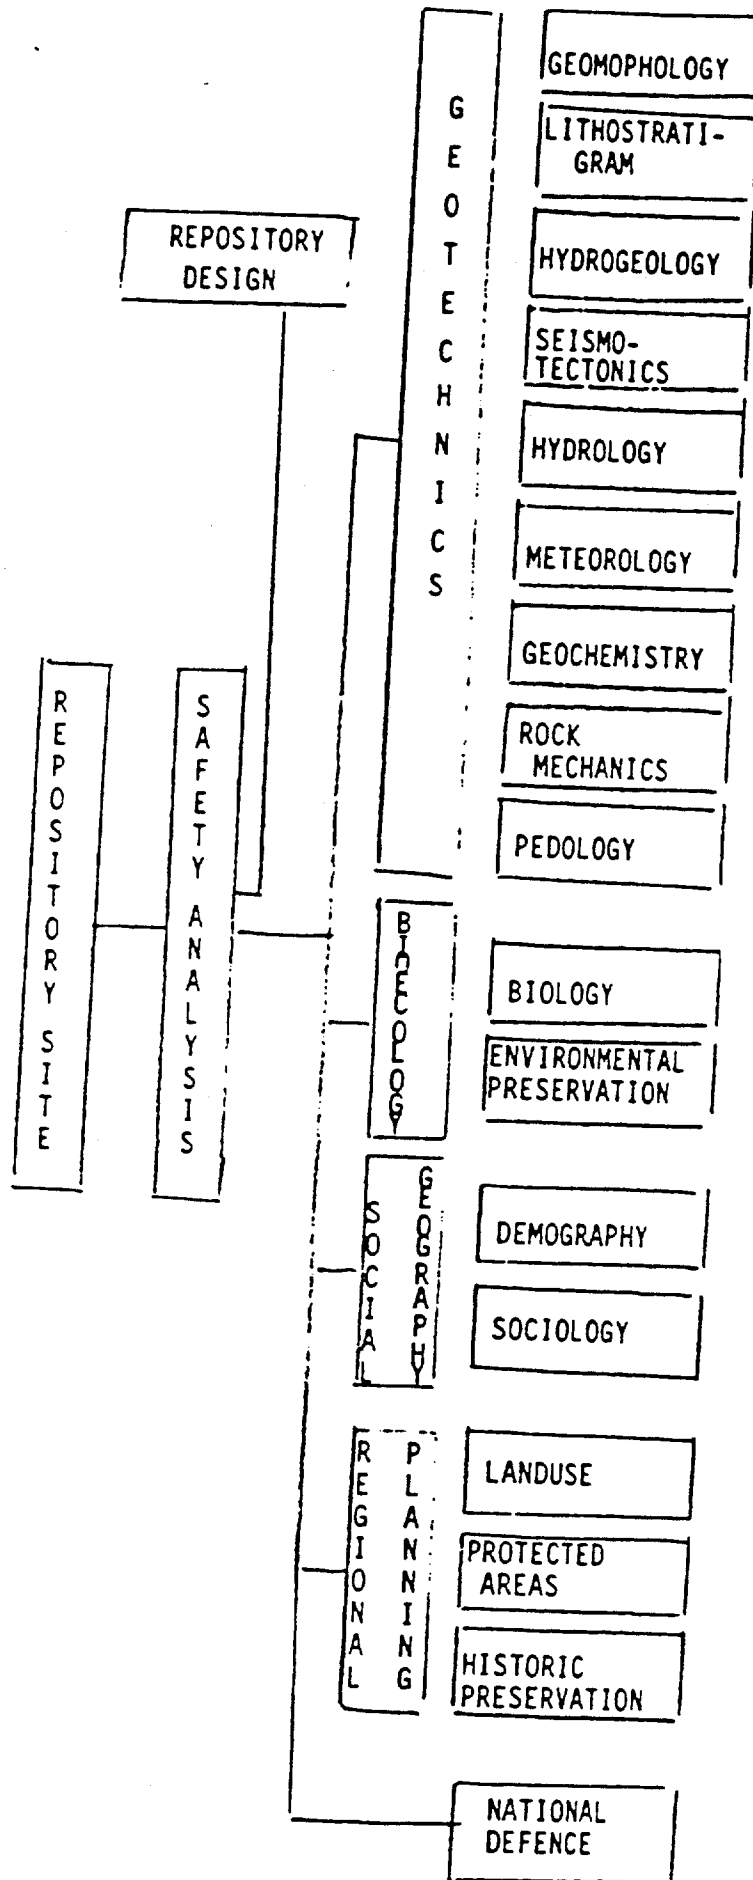 REPOSITORY SITE
SAFETY ANALYSIS
REPOSITORY
DESIGN
GEOTECHNICS
GEOMOPHOLOGY
LITHOSTRATI-
GRAM
HYDROGEOLOGY
SEISMO-
TECTONICS
HYDROLOGY
METEOROLOGY
GEOCHEMISTRY
ROCK
MECHANICS
PEDOLOGY
BIOECOLOGY
BIOLOGY
ENVIRONMENTAL
PRESERVATION
SOCIAL
GEOGRAPHY
DEMOGRAPHY
SOCIOLOGY
REGIONAL
PLANNING
LANDUSE
PROTECTED
AREAS
HISTORIC
PRESERVATION
NATIONAL
DEFENCE